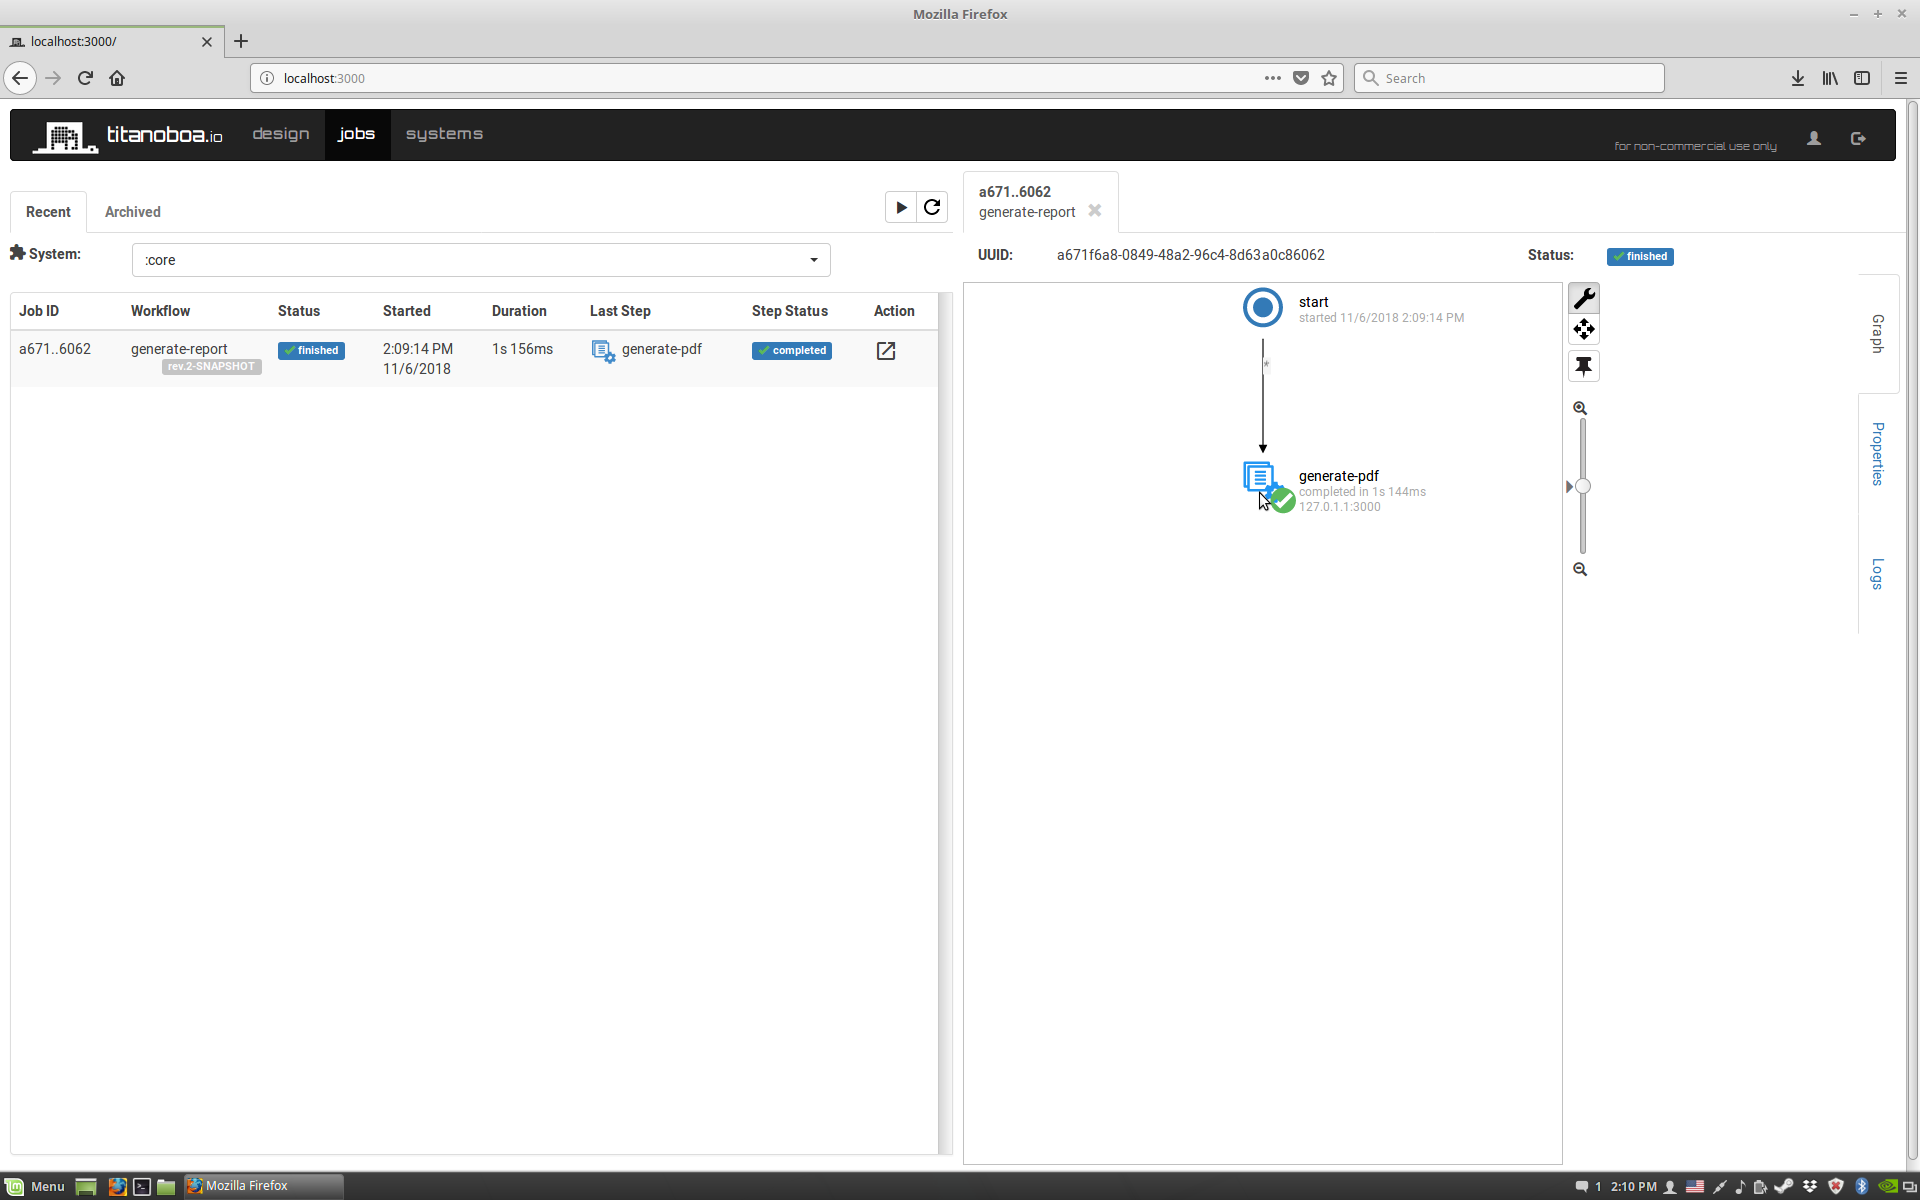 Mozilla Firefox
localhost:3000/
localhost:3000
Search
titanoboa.io
design
jobs
systems
for non-commercial use only
Recent
Archived
System:
:core
Job ID Workflow Status Started Duration Last Step Step Status Action
a671..6062 generate-report finished 2:09:14 PM 1s 156ms generate-pdf completed
rev.2-SNAPSHOT 11/6/2018
a671..6062
generate-report
UUID: a671f6a8-0849-48a2-96c4-8d63a0c86062 Status: finished
start
started 11/6/2018 2:09:14 PM
*
generate-pdf
completed in 1s 144ms
127.0.1.1:3000
Graph
Properties
Logs
Menu
Mozilla Firefox
1 2:10 PM